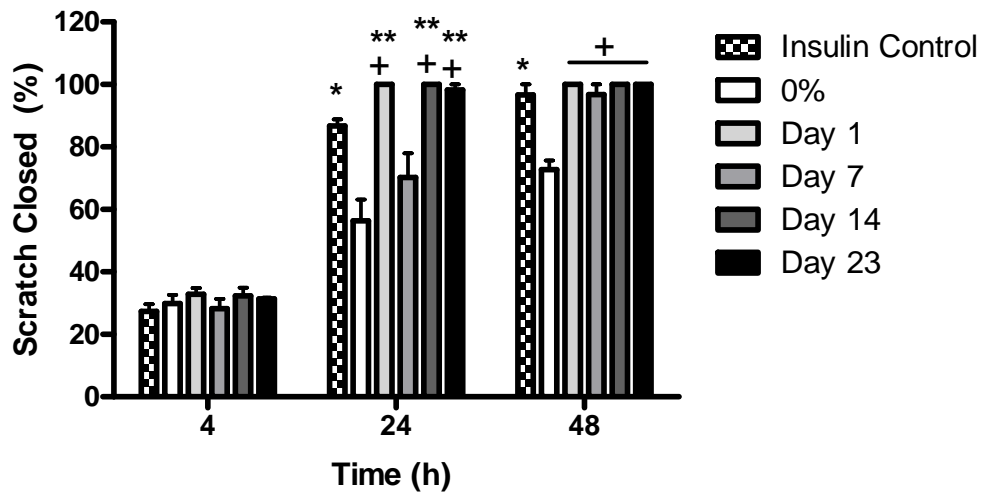 120
100
80
60
40
20
0
Scratch Closed (%)
*
**
+
**
+
**
+
*
+
4
24
48
Time (h)
Insulin Control
0%
Day 1
Day 7
Day 14
Day 23